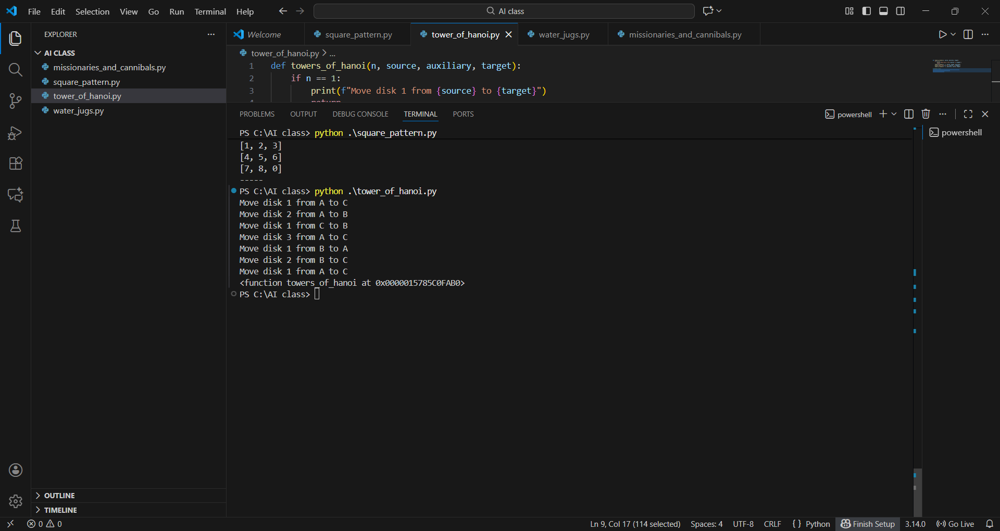 File Edit Selection View Go Run Terminal Help
AI class
EXPLORER
AI CLASS
missionaries_and_cannibals.py
square_pattern.py
tower_of_hanoi.py
water_jugs.py
OUTLINE
TIMELINE
Welcome square_pattern.py tower_of_hanoi.py water_jugs.py missionaries_and_cannibals.py
tower_of_hanoi.py > ...
1 def towers_of_hanoi(n, source, auxiliary, target):
2 if n == 1:
3 print(f"Move disk 1 from {source} to {target}")
4 return
PROBLEMS OUTPUT DEBUG CONSOLE TERMINAL PORTS
powershell
PS C:\AI class> python .\square_pattern.py
[1, 2, 3]
[4, 5, 6]
[7, 8, 0]
-----
PS C:\AI class> python .\tower_of_hanoi.py
Move disk 1 from A to C
Move disk 2 from A to B
Move disk 1 from C to B
Move disk 3 from A to C
Move disk 1 from B to A
Move disk 2 from B to C
Move disk 1 from A to C
<function towers_of_hanoi at 0x0000015785C0FAB0>
PS C:\AI class>
powershell
0 0
Ln 9, Col 17 (114 selected) Spaces: 4 UTF-8 CRLF { } Python Finish Setup 3.14.0 Go Live